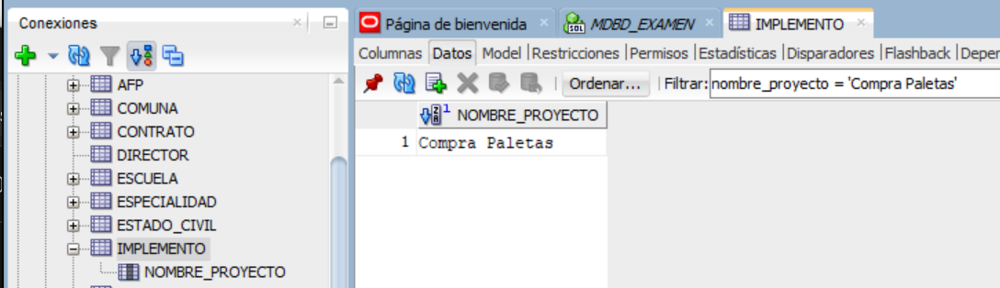 Conexiones
AFP
COMUNA
CONTRATO
DIRECTOR
ESCUELA
ESPECIALIDAD
ESTADO_CIVIL
IMPLEMENTO
NOMBRE_PROYECTO
Página de bienvenida MDBD_EXAMEN IMPLEMENTO
Columnas Datos Model Restricciones Permisos Estadísticas Disparadores Flashback Deper
Ordenar... Filtrar: nombre_proyecto = 'Compra Paletas'
1 NOMBRE_PROYECTO
1 Compra Paletas